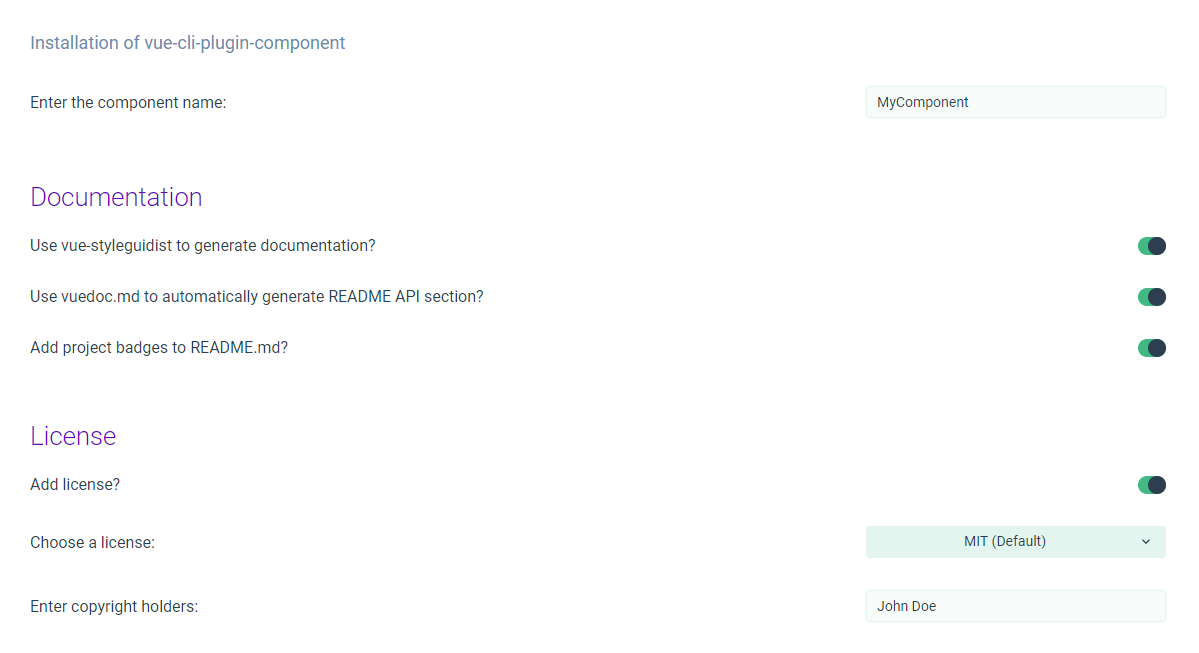 Installation of vue-cli-plugin-component
Enter the component name:
MyComponent
Documentation
Use vue-styleguidist to generate documentation?
Use vuedoc.md to automatically generate README API section?
Add project badges to README.md?
License
Add license?
Choose a license:
MIT (Default)
Enter copyright holders:
John Doe